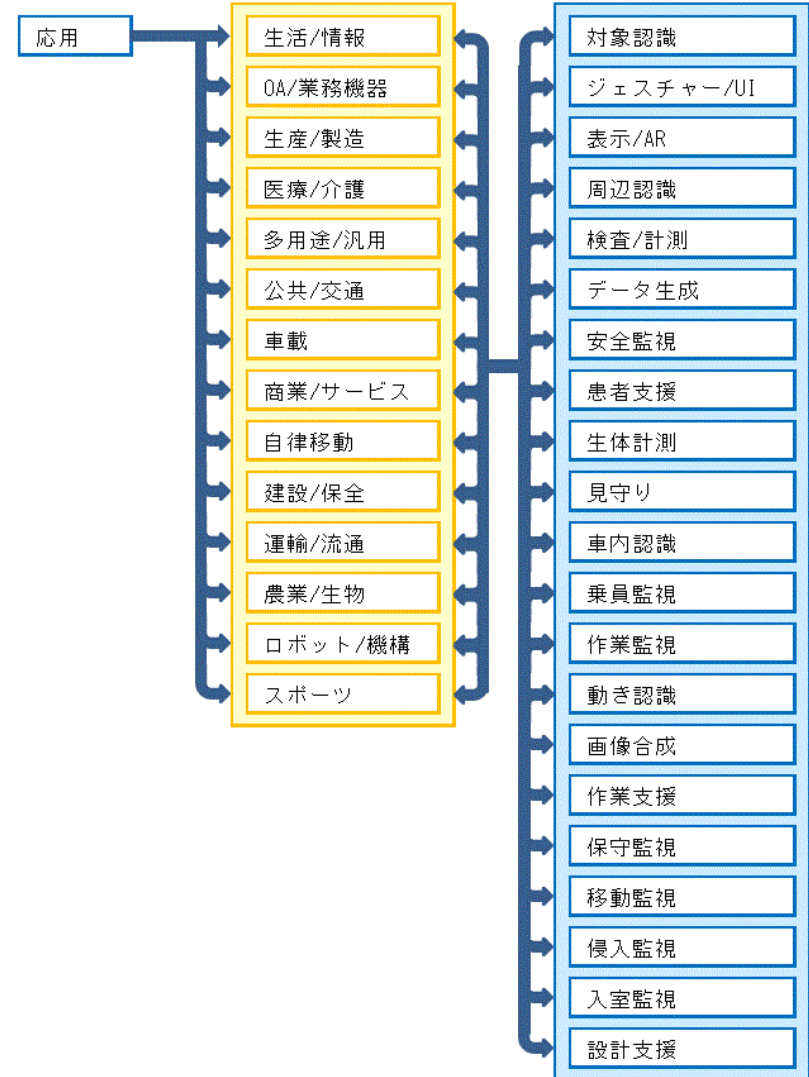 応用
生活/情報
OA/業務機器
生産/製造
医療/介護
多用途/汎用
公共/交通
車載
商業/サービス
自律移動
建設/保全
運輸/流通
農業/生物
ロボット/機構
スポーツ
対象認識
ジェスチャー/UI
表示/AR
周辺認識
検査/計測
データ生成
安全監視
患者支援
生体計測
見守り
車内認識
乗員監視
作業監視
動き認識
画像合成
作業支援
保守監視
移動監視
侵入監視
入室監視
設計支援